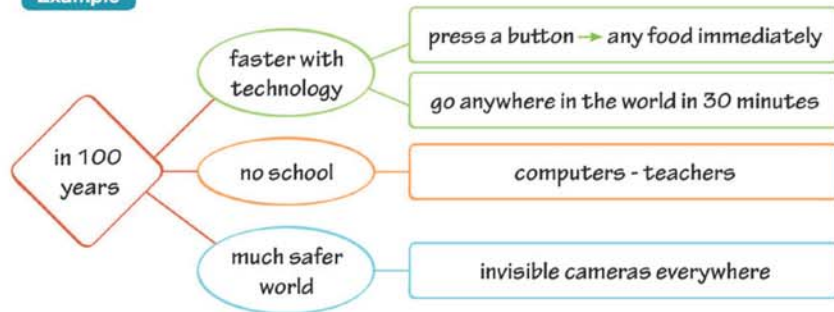 Example
in 100
years
faster with
technology
press a button → any food immediately
go anywhere in the world in 30 minutes
no school
computers - teachers
much safer
world
invisible cameras everywhere